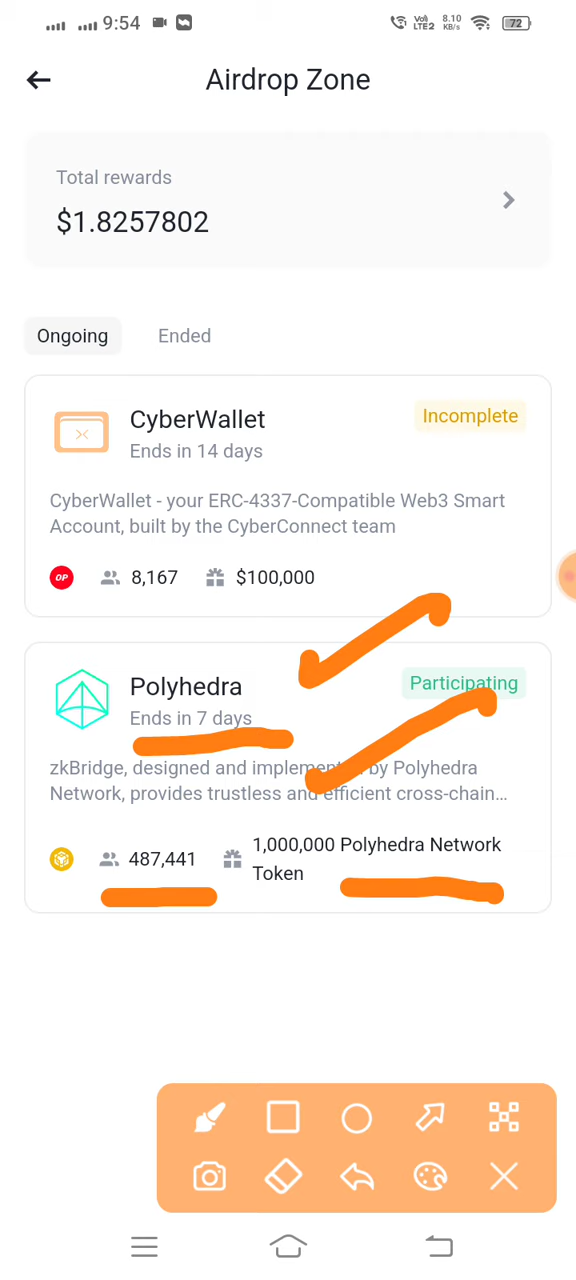 9:54
Vo))
LTE2
8.10
KB/S
72
Airdrop Zone
Total rewards
$1.8257802
Ongoing
Ended
CyberWallet
Incomplete
Ends in 14 days
CyberWallet - your ERC-4337-Compatible Web3 Smart
Account, built by the CyberConnect team
OP
8,167
$100,000
Polyhedra
Participating
Ends in 7 days
zkBridge, designed and implemented by Polyhedra
Network, provides trustless and efficient cross-chain...
487,441
1,000,000 Polyhedra Network
Token